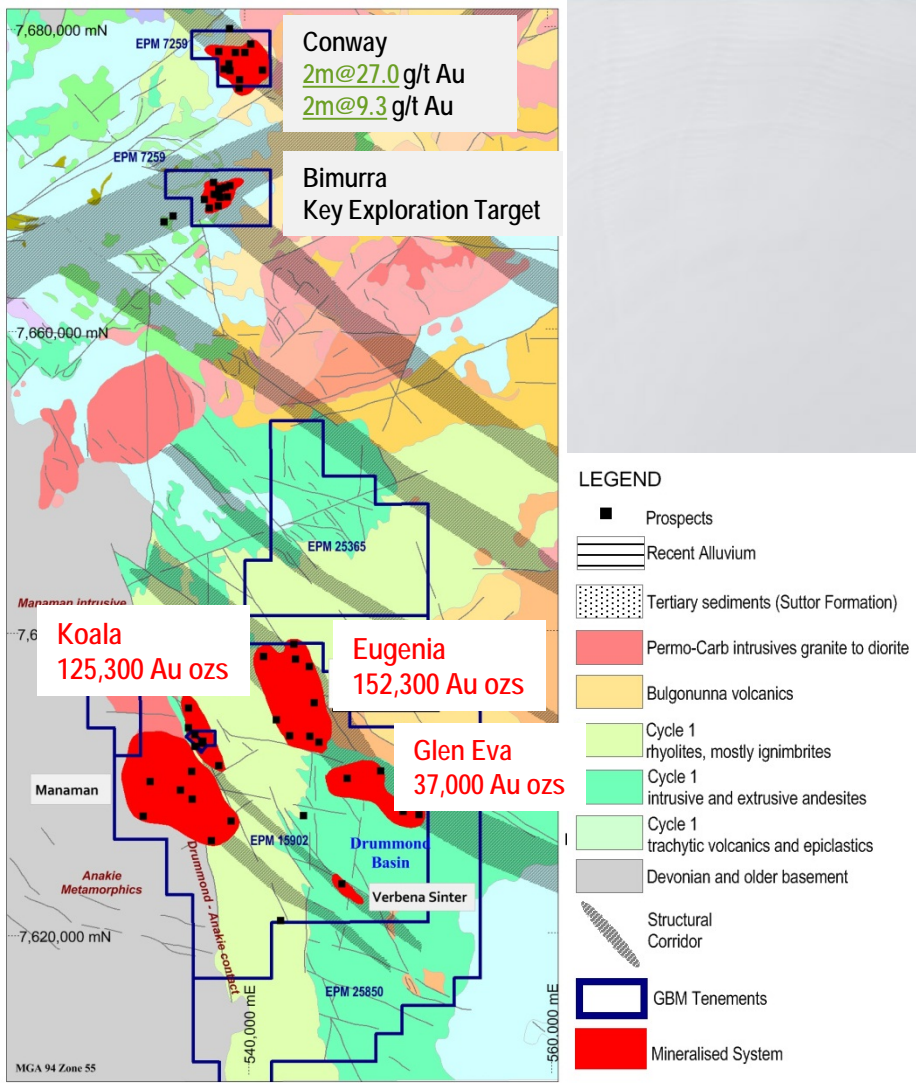 7,680,000 mN
EPM 7259
Conway
2m@27.0 g/t Au
2m@9.3 g/t Au
EPM 7259
Bimurra
Key Exploration Target
7,660,000 mN
EPM 25365
Manaman intrusive
Koala
125,300 Au ozs
Eugenia
152,300 Au ozs
Glen Eva
37,000 Au ozs
Manaman
EPM 15902
Drummond
Basin
Anakie
Metamorphics
Drummond - Anakie contact
Verbena Sinter
7,620,000 mN
EPM 25850
540,000 mE
560,000 mE
MGA 94 Zone 55
LEGEND
Prospects
Recent Alluvium
Tertiary sediments (Suttor Formation)
Permo-Carb intrusives granite to diorite
Bulgonunna volcanics
Cycle 1
rhyolites, mostly ignimbrites
Cycle 1
intrusive and extrusive andesites
Cycle 1
trachytic volcanics and epiclastics
Devonian and older basement
Structural
Corridor
GBM Tenements
Mineralised System